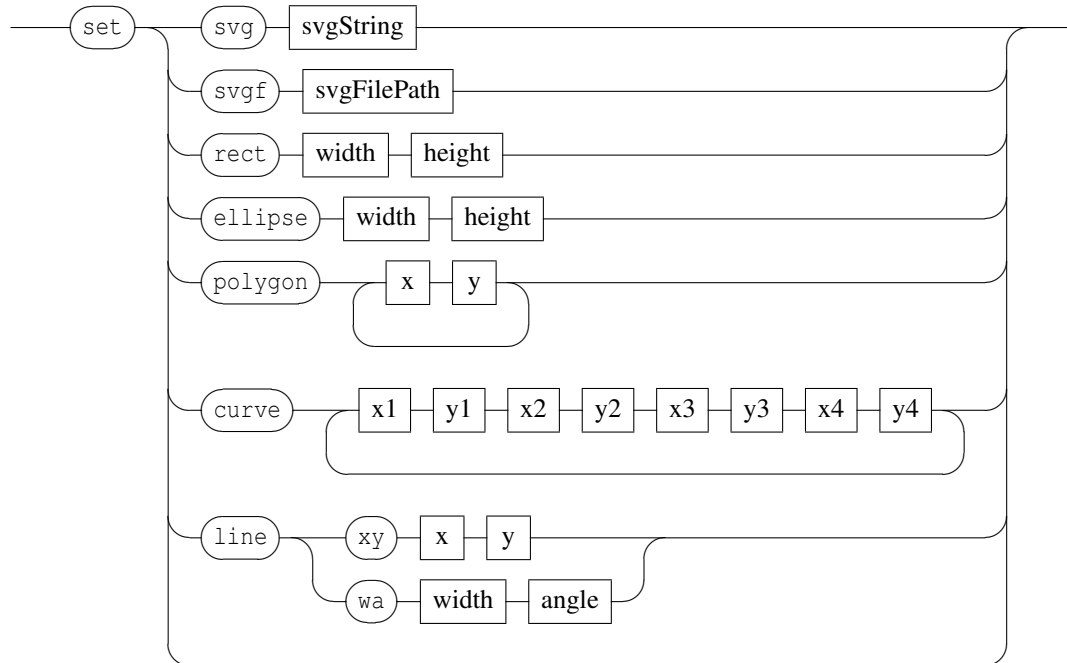 set svg svgString
svgf svgFilePath
rect width height
ellipse width height
polygon x y
curve x1 y1 x2 y2 x3 y3 x4 y4
line xy x y
wa width angle